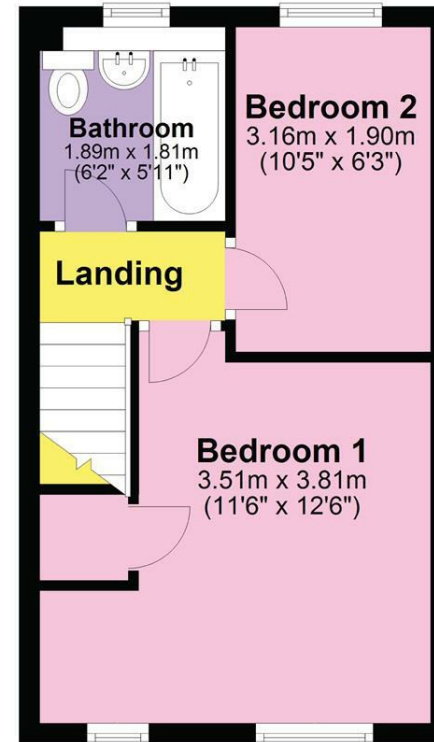 Bathroom
1.89m x 1.81m
(6'2" x 5'11")
Bedroom 2
3.16m x 1.90m
(10'5" x 6'3")
Landing
Bedroom 1
3.51m x 3.81m
(11'6" x 12'6")